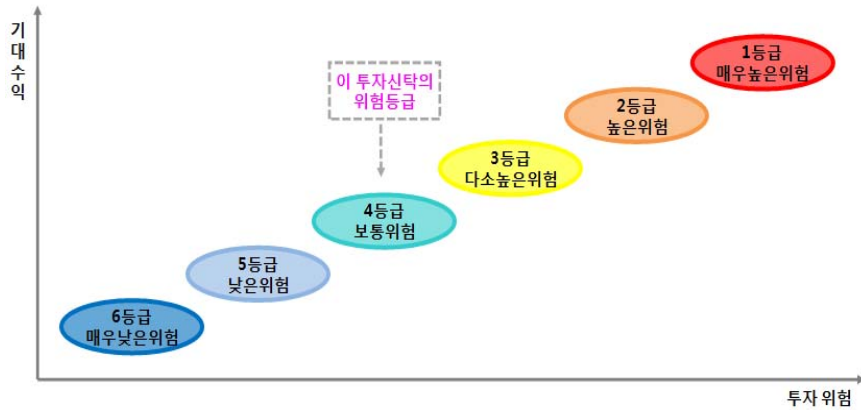 기대수익
1등급
매우높은위험
이 투자신탁의
위험등급
2등급
높은위험
3등급
다소높은위험
4등급
보통위험
5등급
낮은위험
6등급
매우낮은위험
투자 위험